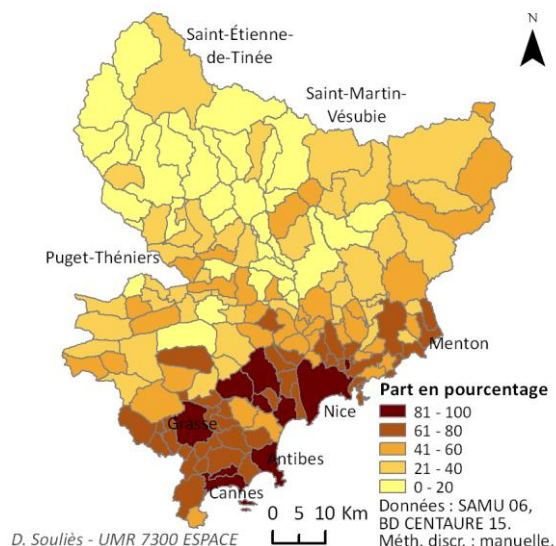 Saint-Étienne-
de-Tinée
N
Saint-Martin-
Vésubie
Puget-Théniers
Menton
Part en pourcentage
81 - 100
61 - 80
41 - 60
21 - 40
0 - 20
Nice
Grasse
Antibes
Cannes
0 5 10 Km
Données : SAMU 06,
BD CENTAURE 15.
Méth. discr. : manuelle.
D. Souliès - UMR 7300 ESPACE